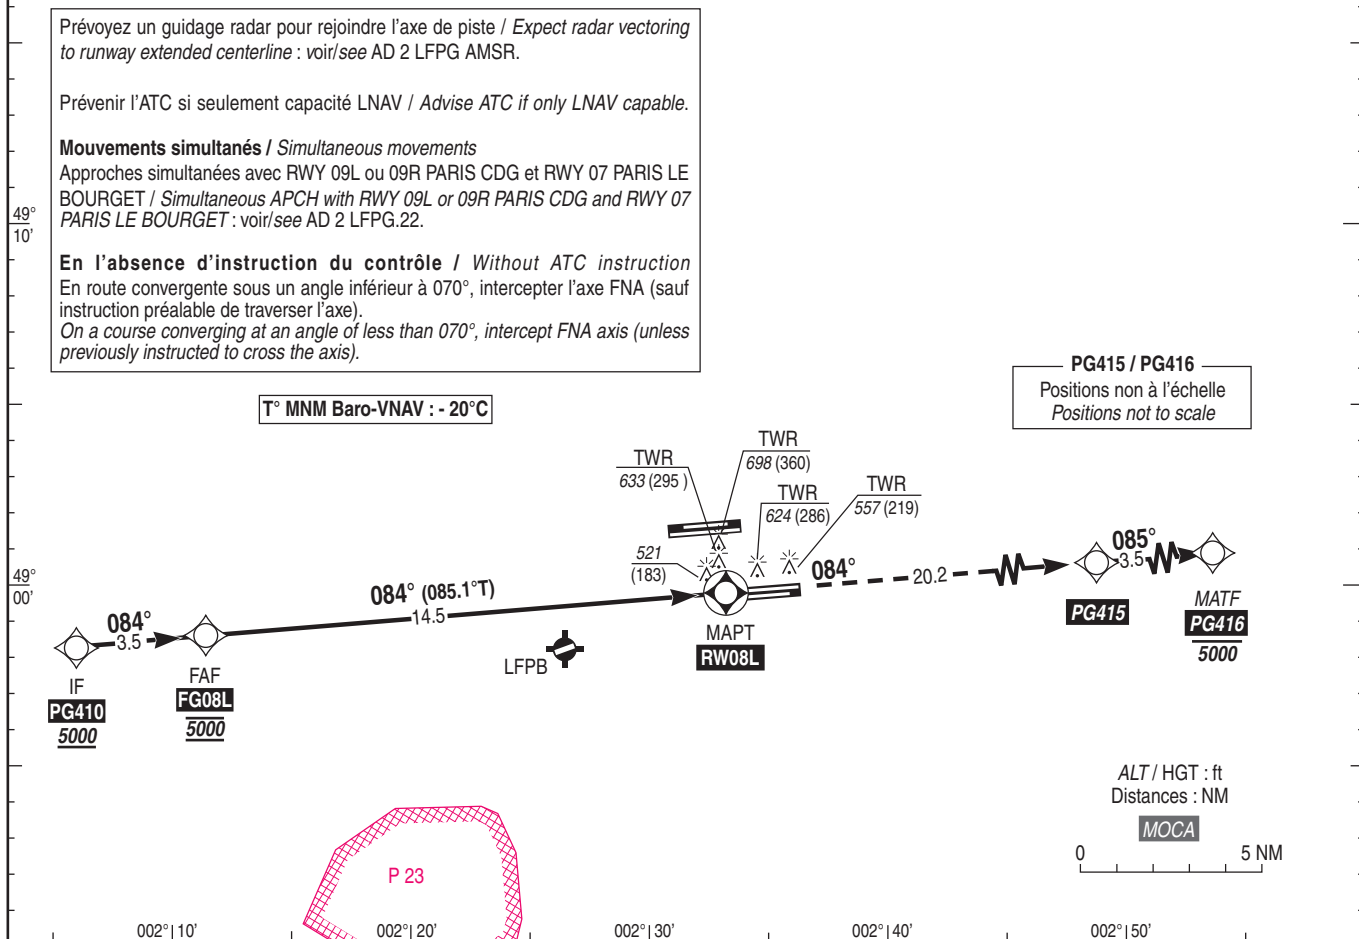 Prévoyez un guidage radar pour rejoindre l'axe de piste / Expect radar vectoring
to runway extended centerline : voir/see AD 2 LFPG AMSR.
Prévenir l'ATC si seulement capacité LNAV / Advise ATC if only LNAV capable.
Mouvements simultanés / Simultaneous movements
Approches simultanées avec RWY 09L ou 09R PARIS CDG et RWY 07 PARIS LE
BOURGET / Simultaneous APCH with RWY 09L or 09R PARIS CDG and RWY 07
PARIS LE BOURGET : voir/see AD 2 LFPG.22.
En l'absence d'instruction du contrôle / Without ATC instruction
En route convergente sous un angle inférieur à 070°, intercepter l'axe FNA (sauf
instruction préalable de traverser l'axe).
On a course converging at an angle of less than 070°, intercept FNA axis (unless
previously instructed to cross the axis).
49°
10'
T° MNM Baro-VNAV : - 20°C
PG415 / PG416
Positions non à l'échelle
Positions not to scale
TWR
698 (360)
TWR
633 (295 )
TWR
624 (286)
TWR
557 (219)
521
(183)
49°
00'
084°
3.5
IF
PG410
5000
FAF
FG08L
5000
084° (085.1°T)
14.5
LFPB
MAPT
RW08L
084°
20.2
PG415
085°
3.5
MATF
PG416
5000
ALT / HGT : ft
Distances : NM
MOCA
0 5 NM
P 23
002° 10' 002° 20' 002° 30' 002° 40' 002° 50'